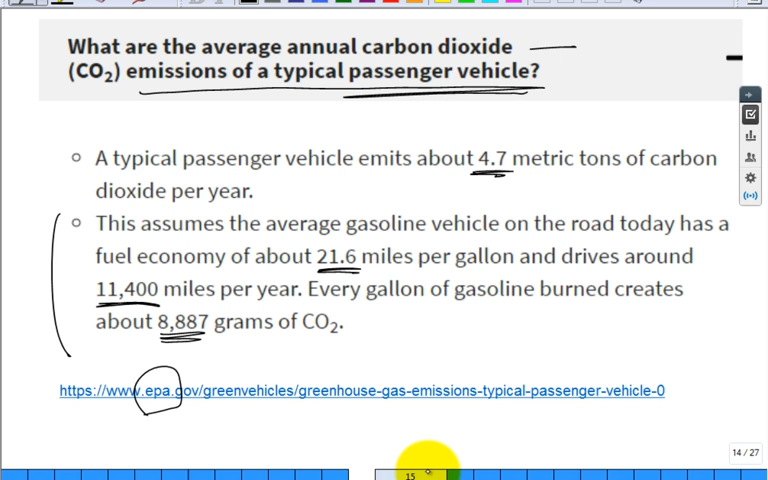 What are the average annual carbon dioxide
(CO₂) emissions of a typical passenger vehicle?
A typical passenger vehicle emits about 4.7 metric tons of carbon
dioxide per year.
This assumes the average gasoline vehicle on the road today has a
fuel economy of about 21.6 miles per gallon and drives around
11,400 miles per year. Every gallon of gasoline burned creates
about 8,887 grams of CO₂.
https://www.epa.gov/greenvehicles/greenhouse-gas-emissions-typical-passenger-vehicle-0
14 / 27
15